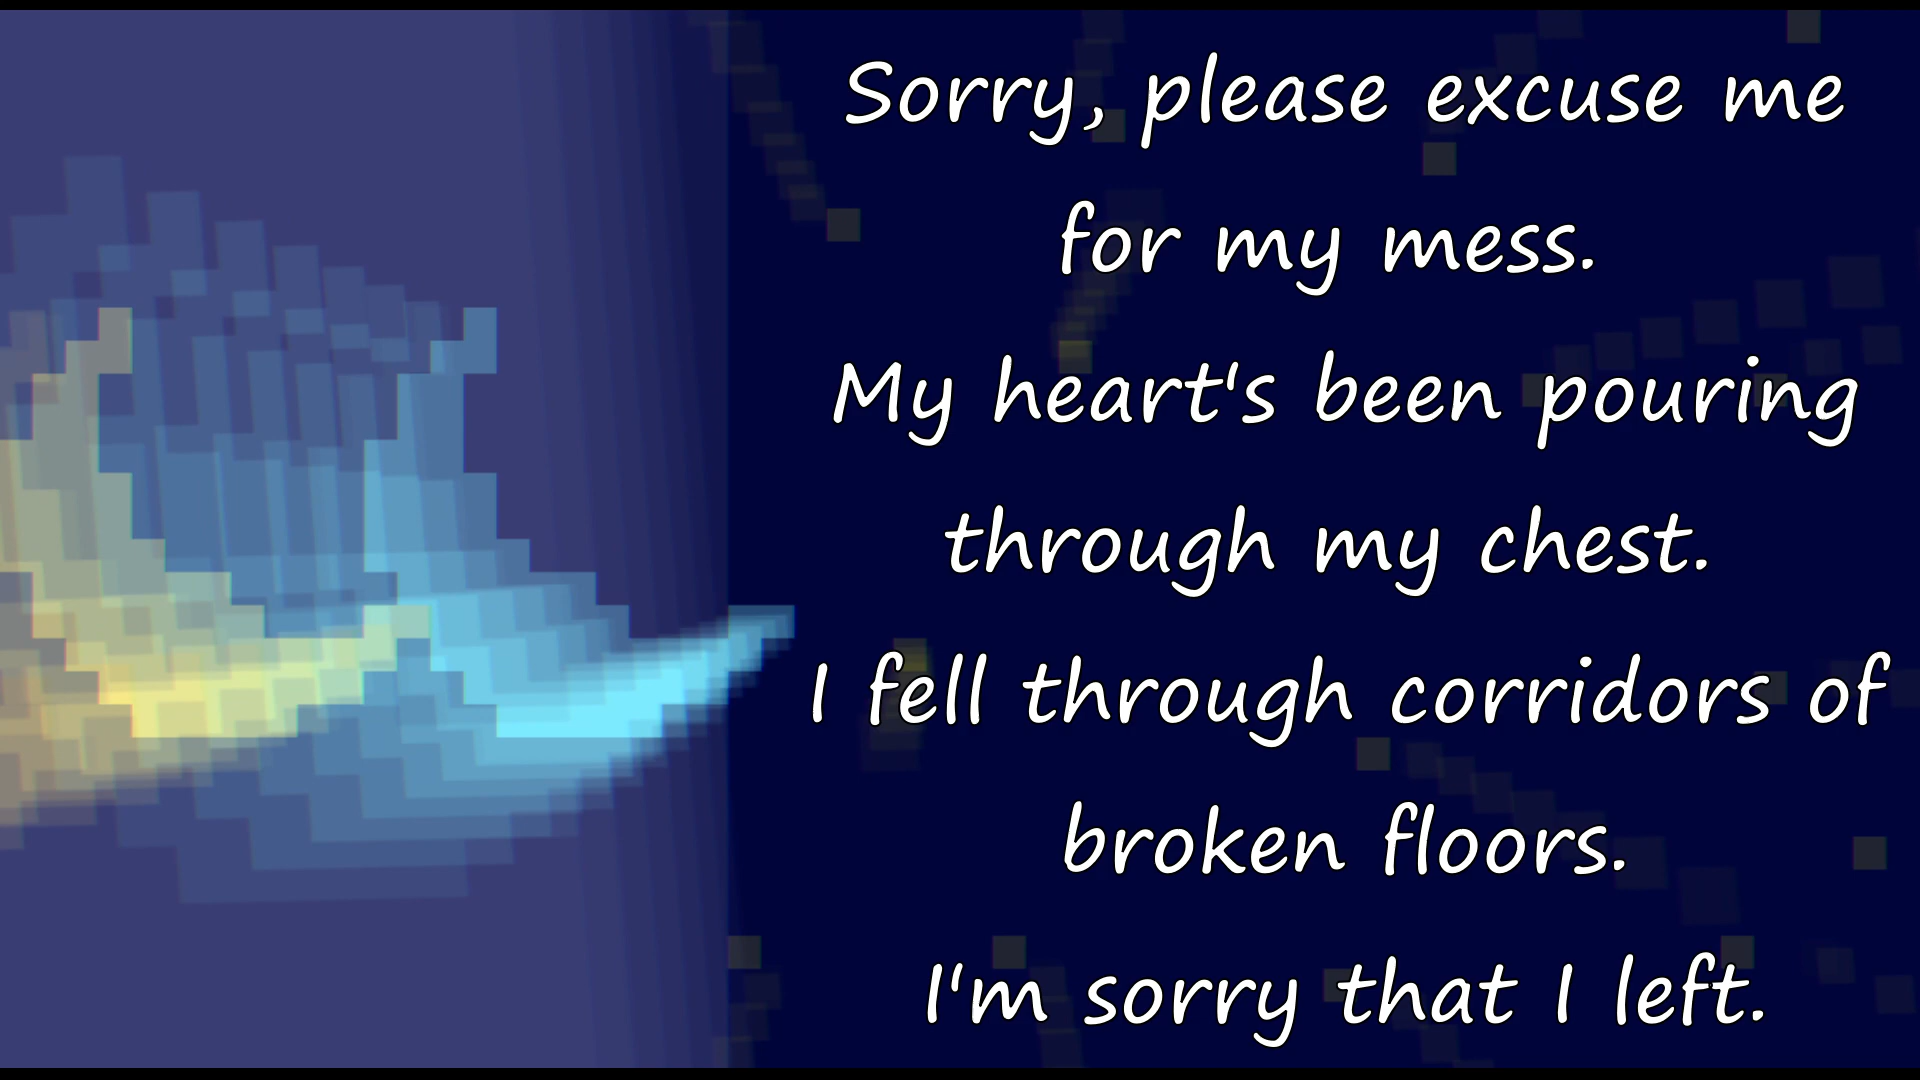 Sorry, please excuse me
for my mess.
My heart's been pouring
through my chest.
I fell through corridors of
broken floors.
I'm sorry that I left.